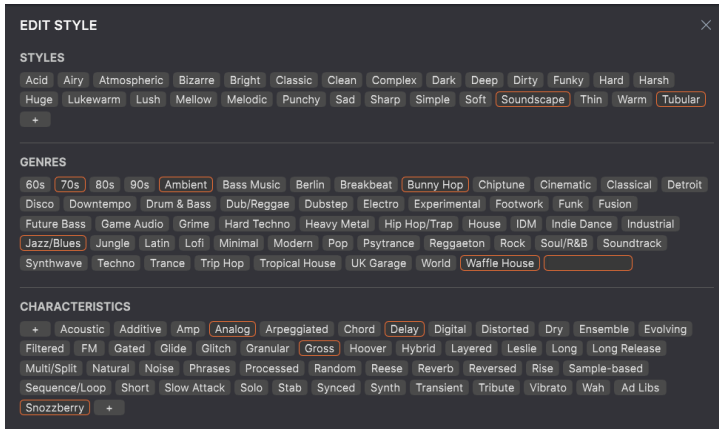 EDIT STYLE ×
STYLES
Acid Airy Atmospheric Bizarre Bright Classic Clean Complex Dark Deep Dirty Funky Hard Harsh
Huge Lukewarm Lush Mellow Melodic Punchy Sad Sharp Simple Soft Soundscape Thin Warm Tubular
+
GENRES
60s 70s 80s 90s Ambient Bass Music Berlin Breakbeat Bunny Hop Chiptune Cinematic Classical Detroit
Disco Downtempo Drum & Bass Dub/Reggae Dubstep Electro Experimental Footwork Funk Fusion
Future Bass Game Audio Grime Hard Techno Heavy Metal Hip Hop/Trap House IDM Indie Dance Industrial
Jazz/Blues Jungle Latin Lofi Minimal Modern Pop Psytrance Reggaeton Rock Soul/R&B Soundtrack
Synthwave Techno Trance Trip Hop Tropical House UK Garage World Waffle House
CHARACTERISTICS
+ Acoustic Additive Amp Analog Arpeggiated Chord Delay Digital Distorted Dry Ensemble Evolving
Filtered FM Gated Glide Glitch Granular Gross Hoover Hybrid Layered Leslie Long Long Release
Multi/Split Natural Noise Phrases Processed Random Reese Reverb Reversed Rise Sample-based
Sequence/Loop Short Slow Attack Solo Stab Synced Synth Transient Tribute Vibrato Wah Ad Libs
Snozzberry +